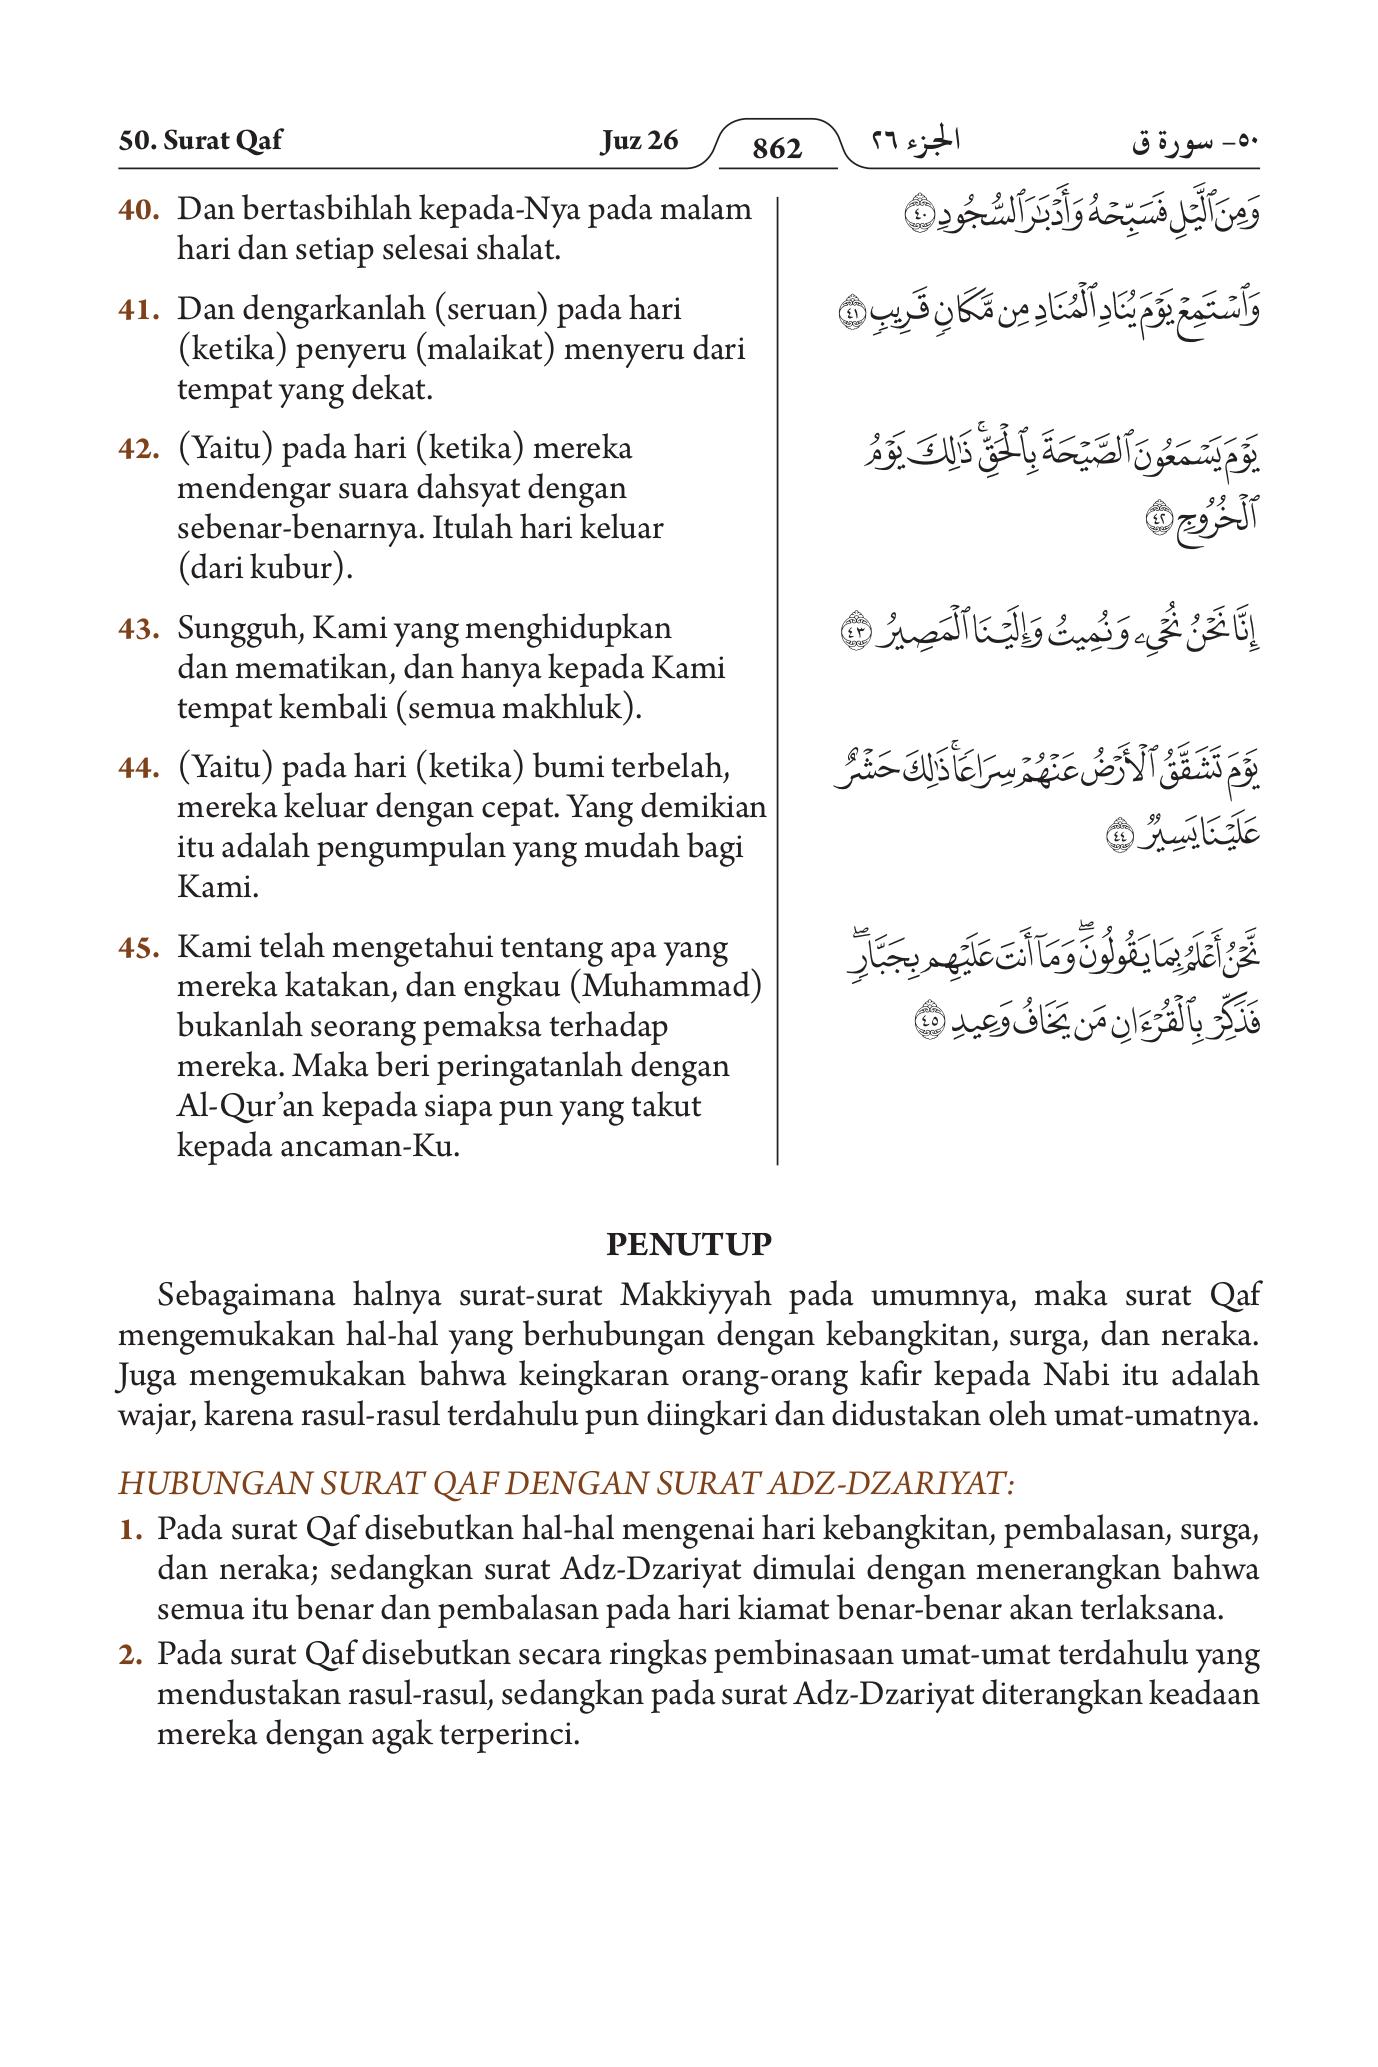 50. Surat Qaf Juz 26 862 الجزء ٢٦ ٥٠- سورة ق
40. Dan bertasbihlah kepada-Nya pada malam
hari dan setiap selesai shalat.
وَمِنَ ٱلَّيْلِ فَسَبِّحْهُ وَأَدْبَٰرَ ٱلسُّجُودِ ٤٠
41. Dan dengarkanlah (seruan) pada hari
(ketika) penyeru (malaikat) menyeru dari
tempat yang dekat.
وَٱسْتَمِعْ يَوْمَ يُنَادِ ٱلْمُنَادِ مِن مَّكَانٍ قَرِيبٍ ٤١
42. (Yaitu) pada hari (ketika) mereka
mendengar suara dahsyat dengan
sebenar-benarnya. Itulah hari keluar
(dari kubur).
يَوْمَ يَسْمَعُونَ ٱلصَّيْحَةَ بِٱلْحَقِّ ۚ ذَٰلِكَ يَوْمُ
ٱلْخُرُوجِ ٤٢
43. Sungguh, Kami yang menghidupkan
dan mematikan, dan hanya kepada Kami
tempat kembali (semua makhluk).
إِنَّا نَحْنُ نُحْىِۦ وَنُمِيتُ وَإِلَيْنَا ٱلْمَصِيرُ ٤٣
44. (Yaitu) pada hari (ketika) bumi terbelah,
mereka keluar dengan cepat. Yang demikian
itu adalah pengumpulan yang mudah bagi
Kami.
يَوْمَ تَشَقَّقُ ٱلْأَرْضُ عَنْهُمْ سِرَاعًا ۚ ذَٰلِكَ حَشْرٌ
عَلَيْنَا يَسِيرٌ ٤٤
45. Kami telah mengetahui tentang apa yang
mereka katakan, dan engkau (Muhammad)
bukanlah seorang pemaksa terhadap
mereka. Maka beri peringatanlah dengan
Al-Qur’an kepada siapa pun yang takut
kepada ancaman-Ku.
نَّحْنُ أَعْلَمُ بِمَا يَقُولُونَ ۖ وَمَآ أَنتَ عَلَيْهِم بِجَبَّارٍ ۖ
فَذَكِّرْ بِٱلْقُرْءَانِ مَن يَخَافُ وَعِيدِ ٤٥
PENUTUP
Sebagaimana halnya surat-surat Makkiyyah pada umumnya, maka surat Qaf
mengemukakan hal-hal yang berhubungan dengan kebangkitan, surga, dan neraka.
Juga mengemukakan bahwa keingkaran orang-orang kafir kepada Nabi itu adalah
wajar, karena rasul-rasul terdahulu pun diingkari dan didustakan oleh umat-umatnya.
HUBUNGAN SURAT QAF DENGAN SURAT ADZ-DZARIYAT:
1. Pada surat Qaf disebutkan hal-hal mengenai hari kebangkitan, pembalasan, surga,
dan neraka; sedangkan surat Adz-Dzariyat dimulai dengan menerangkan bahwa
semua itu benar dan pembalasan pada hari kiamat benar-benar akan terlaksana.
2. Pada surat Qaf disebutkan secara ringkas pembinasaan umat-umat terdahulu yang
mendustakan rasul-rasul, sedangkan pada surat Adz-Dzariyat diterangkan keadaan
mereka dengan agak terperinci.